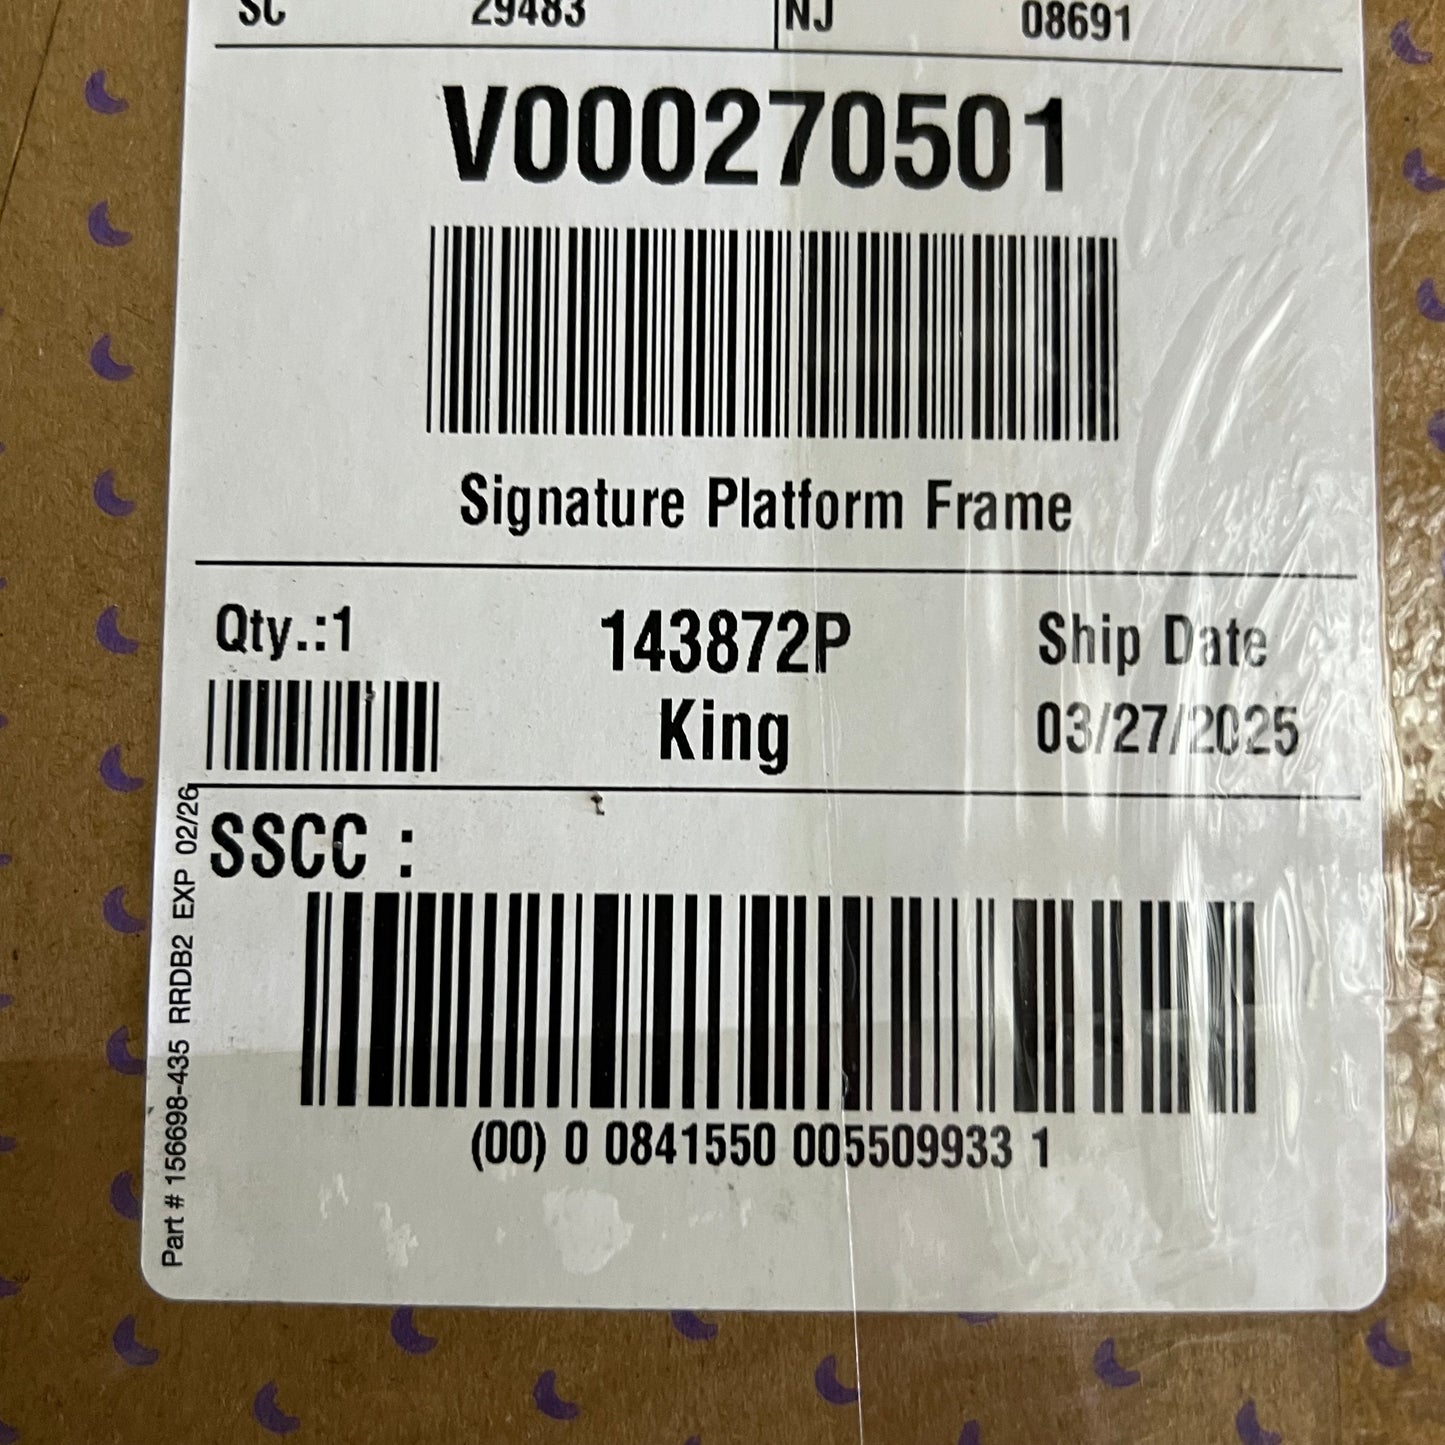 SC 29483 NJ 08691
V000270501
Signature Platform Frame
Qty.:1 143872P Ship Date
King 03/27/2025
SSCC :
(00) 0 0841550 005509933 1
Part # 156698-435 RRDB2 EXP 02/26